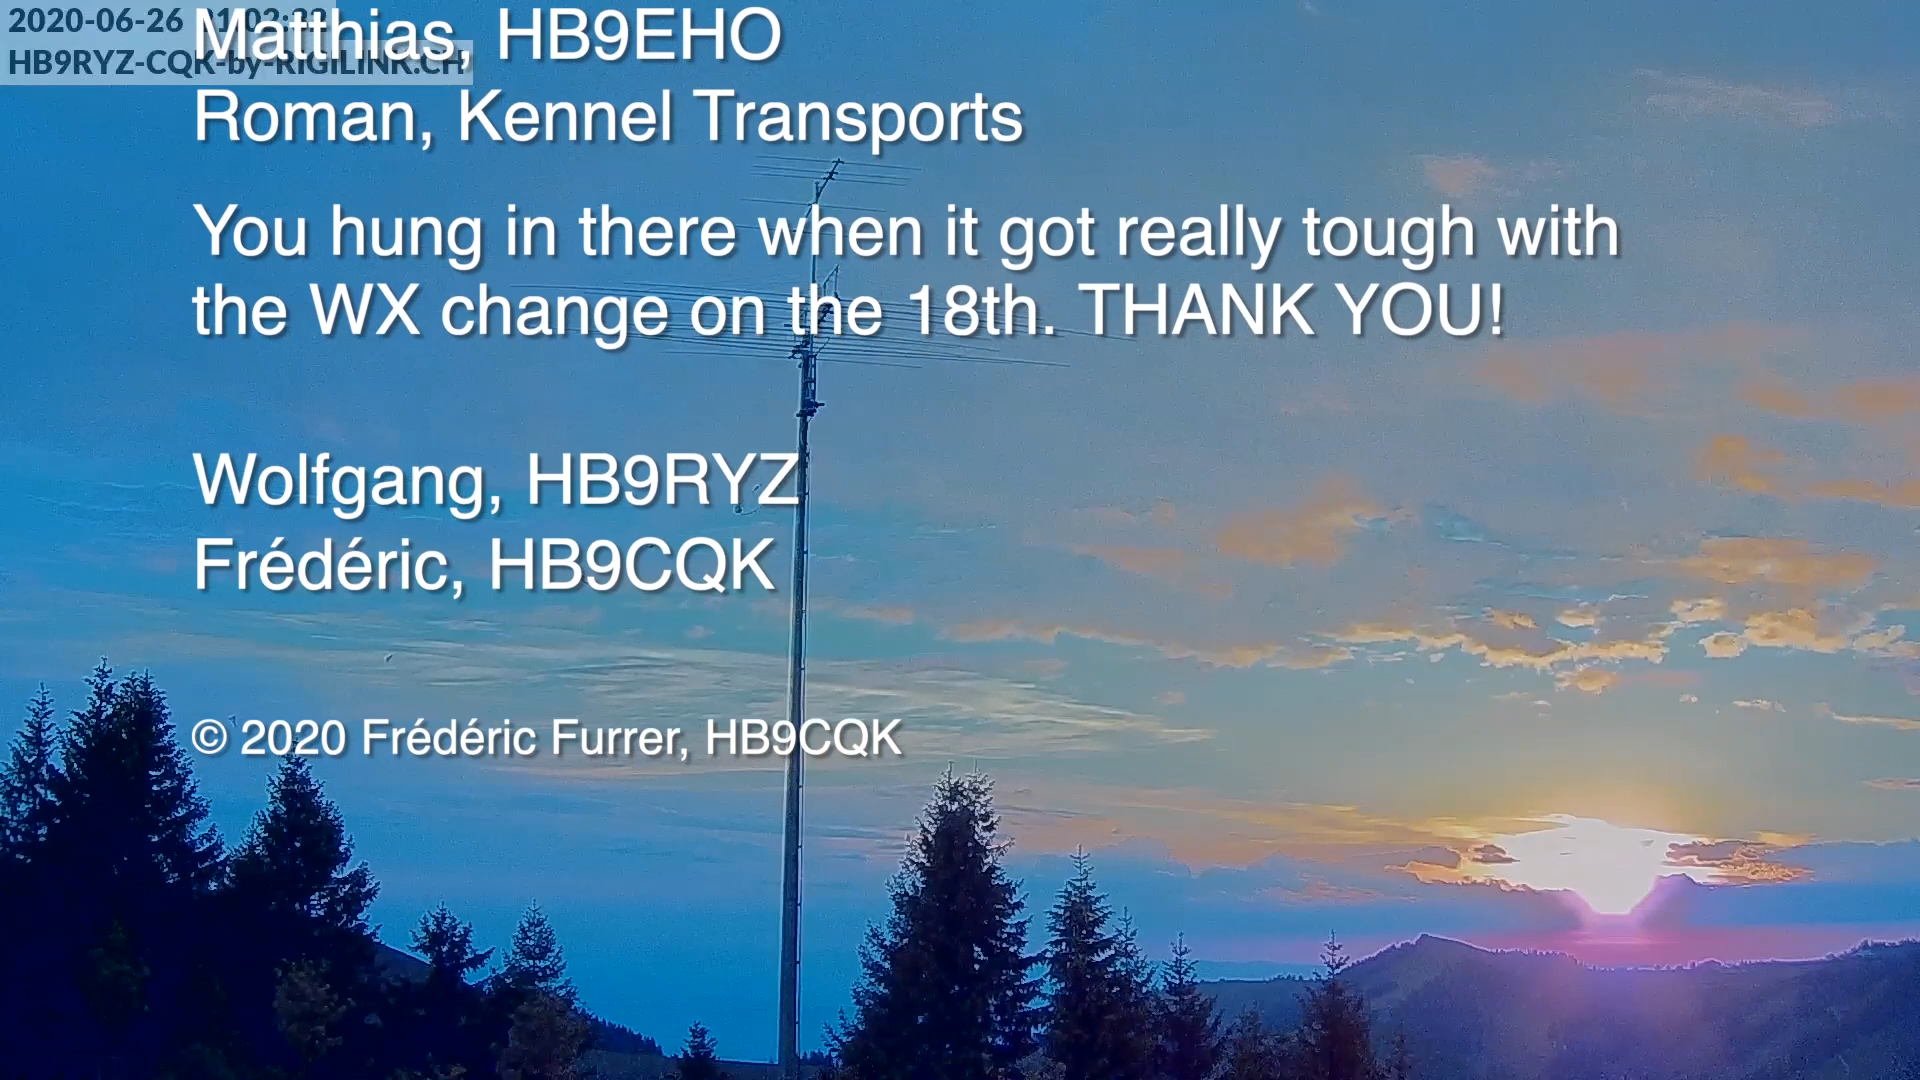 2020-06-26
HB9RYZ-CQK-by-RIGILINK.CH
Matthias, HB9EHO
Roman, Kennel Transports
You hung in there when it got really tough with
the WX change on the 18th. THANK YOU!
Wolfgang, HB9RYZ
Frédéric, HB9CQK
© 2020 Frédéric Furrer, HB9CQK